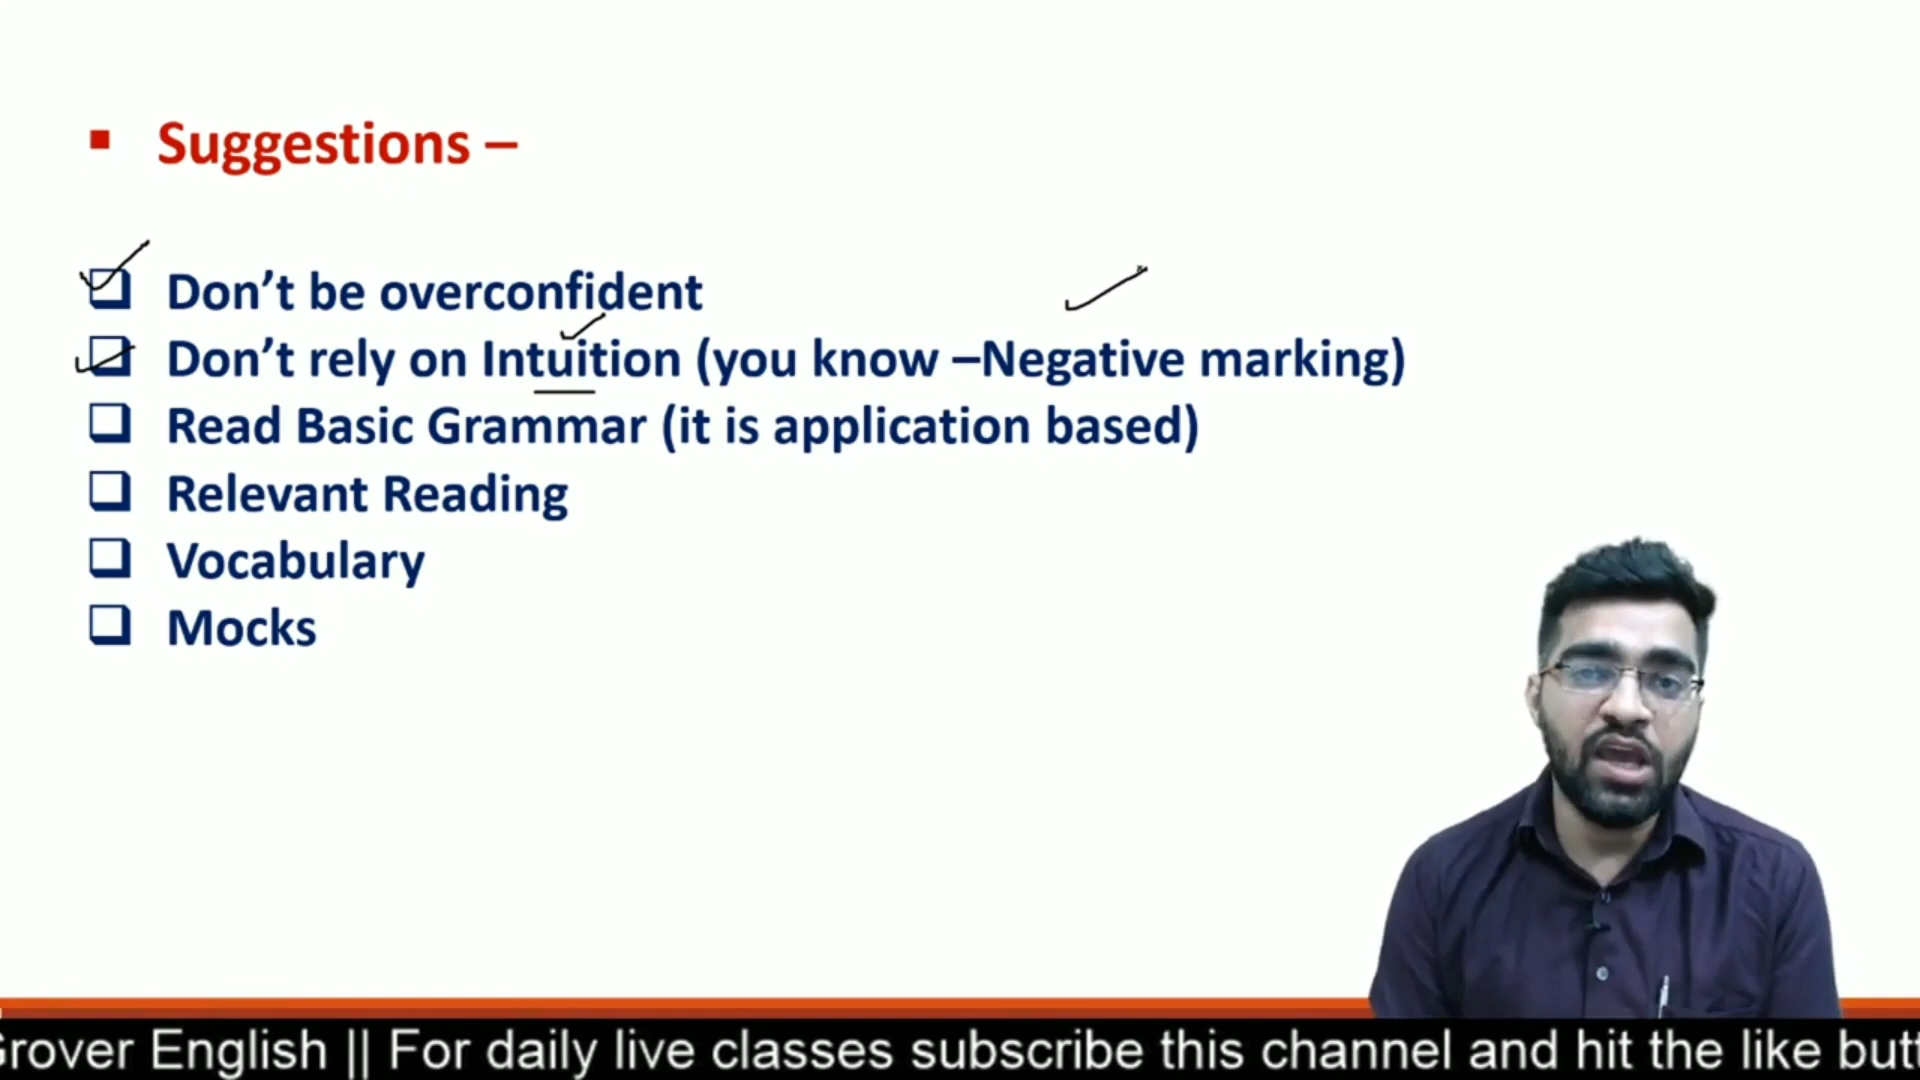 Suggestions –
Don't be overconfident
Don't rely on Intuition (you know –Negative marking)
Read Basic Grammar (it is application based)
Relevant Reading
Vocabulary
Mocks
Grover English || For daily live classes subscribe this channel and hit the like butt